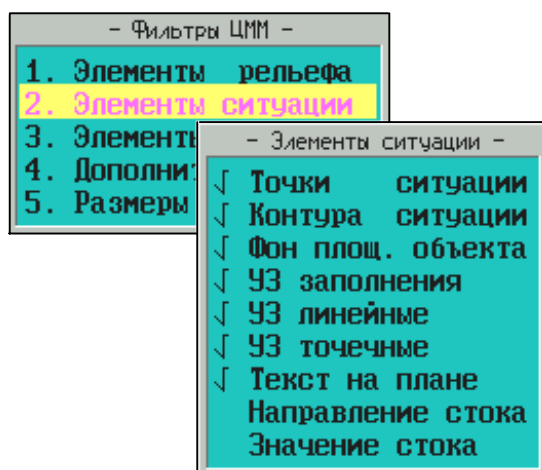 – Фильтры ЦММ –
1. Элементы рельефа
2. Элементы ситуации
3. Элементы
4.
5. Размеры
– Элементы ситуации –
√ Точки ситуации
√ Контура ситуации
√ Фон площ. объекта
√ УЗ заполнения
√ УЗ линейные
√ УЗ точечные
√ Текст на плане
Направление стока
Значение стока